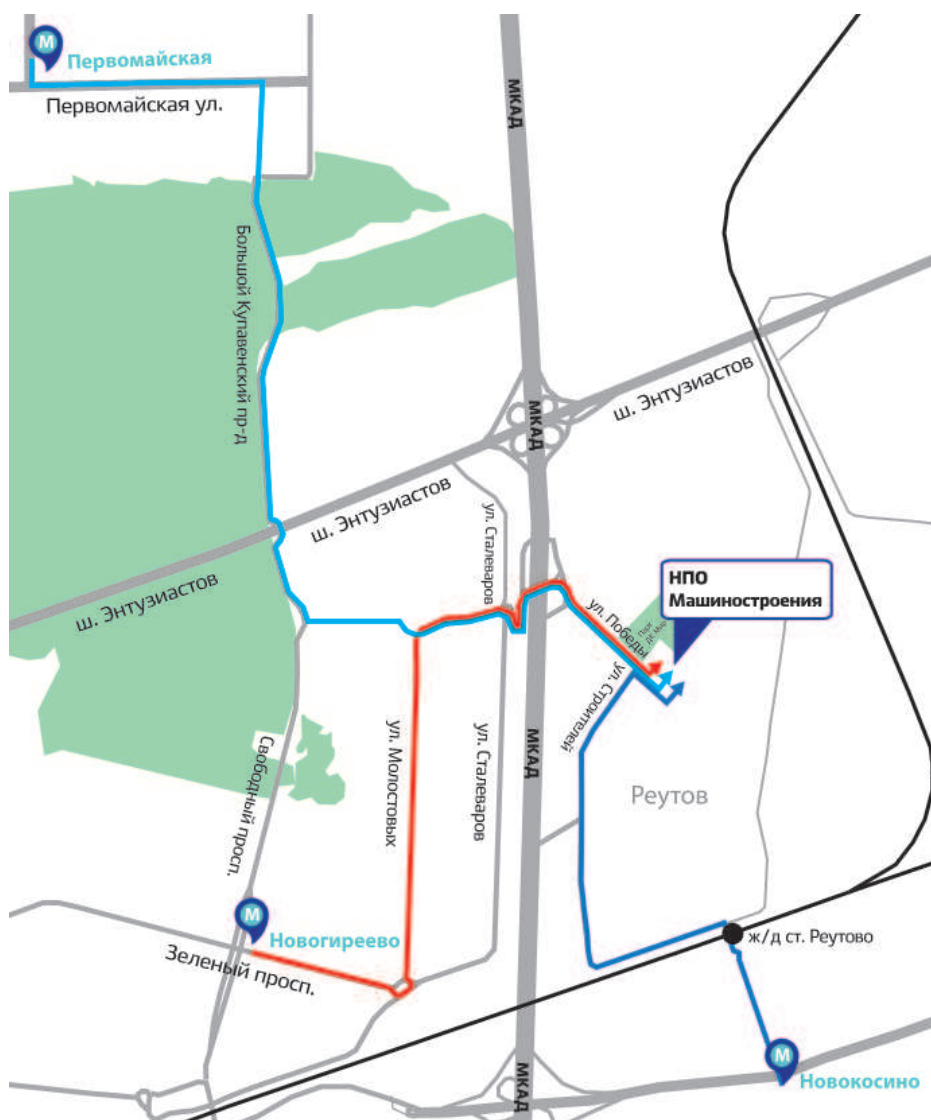 М
Первомайская
Первомайская ул.
МКАД
Большой Купавенский пр-д
ш. Энтузиастов
МКАД
ш. Энтузиастов
ул. Сталеваров
ш. Энтузиастов
НПО
Машиностроения
ул. Победы
Парк
ул. Строителей
Свободный просп.
ул. Молостовых
ул. Сталеваров
МКАД
Реутов
М
Новогиреево
Зеленый просп.
ж/д ст. Реутово
М
Новокосино
МКАД